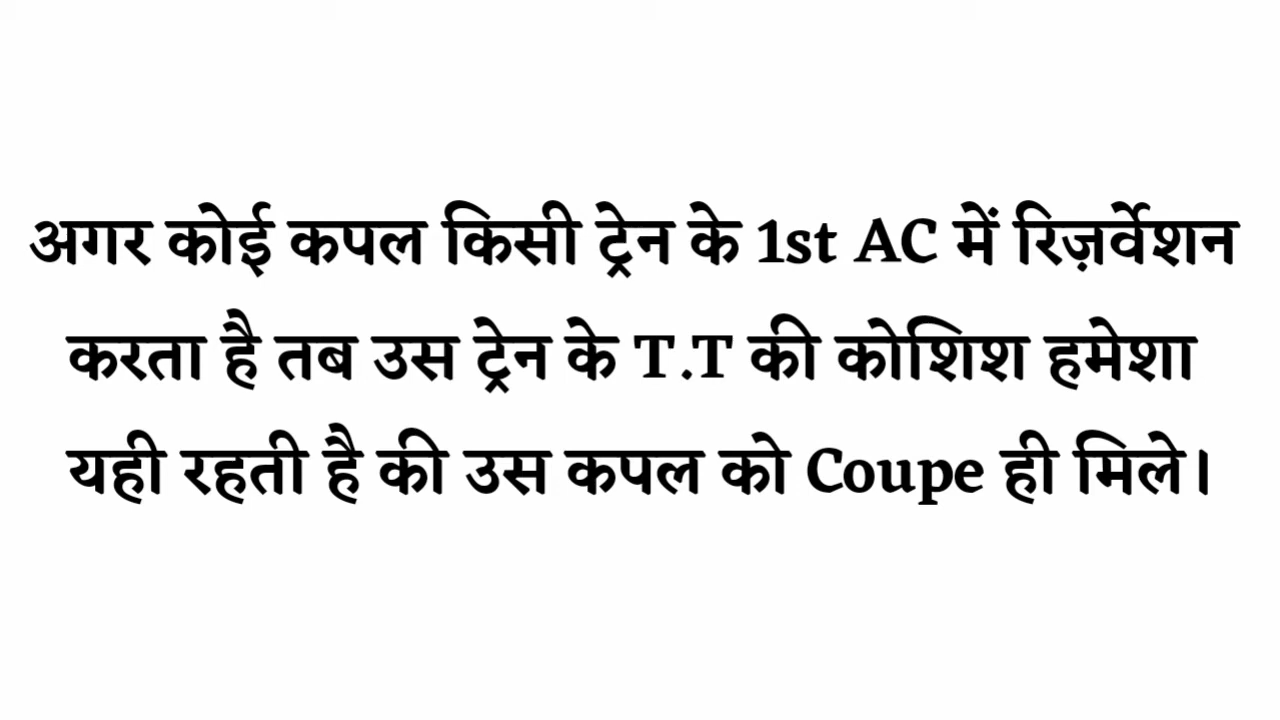 अगर कोई कपल किसी ट्रेन के 1st AC में रिज़र्वेशन
करता है तब उस ट्रेन के T.T की कोशिश हमेशा
यही रहती है की उस कपल को Coupe ही मिले।